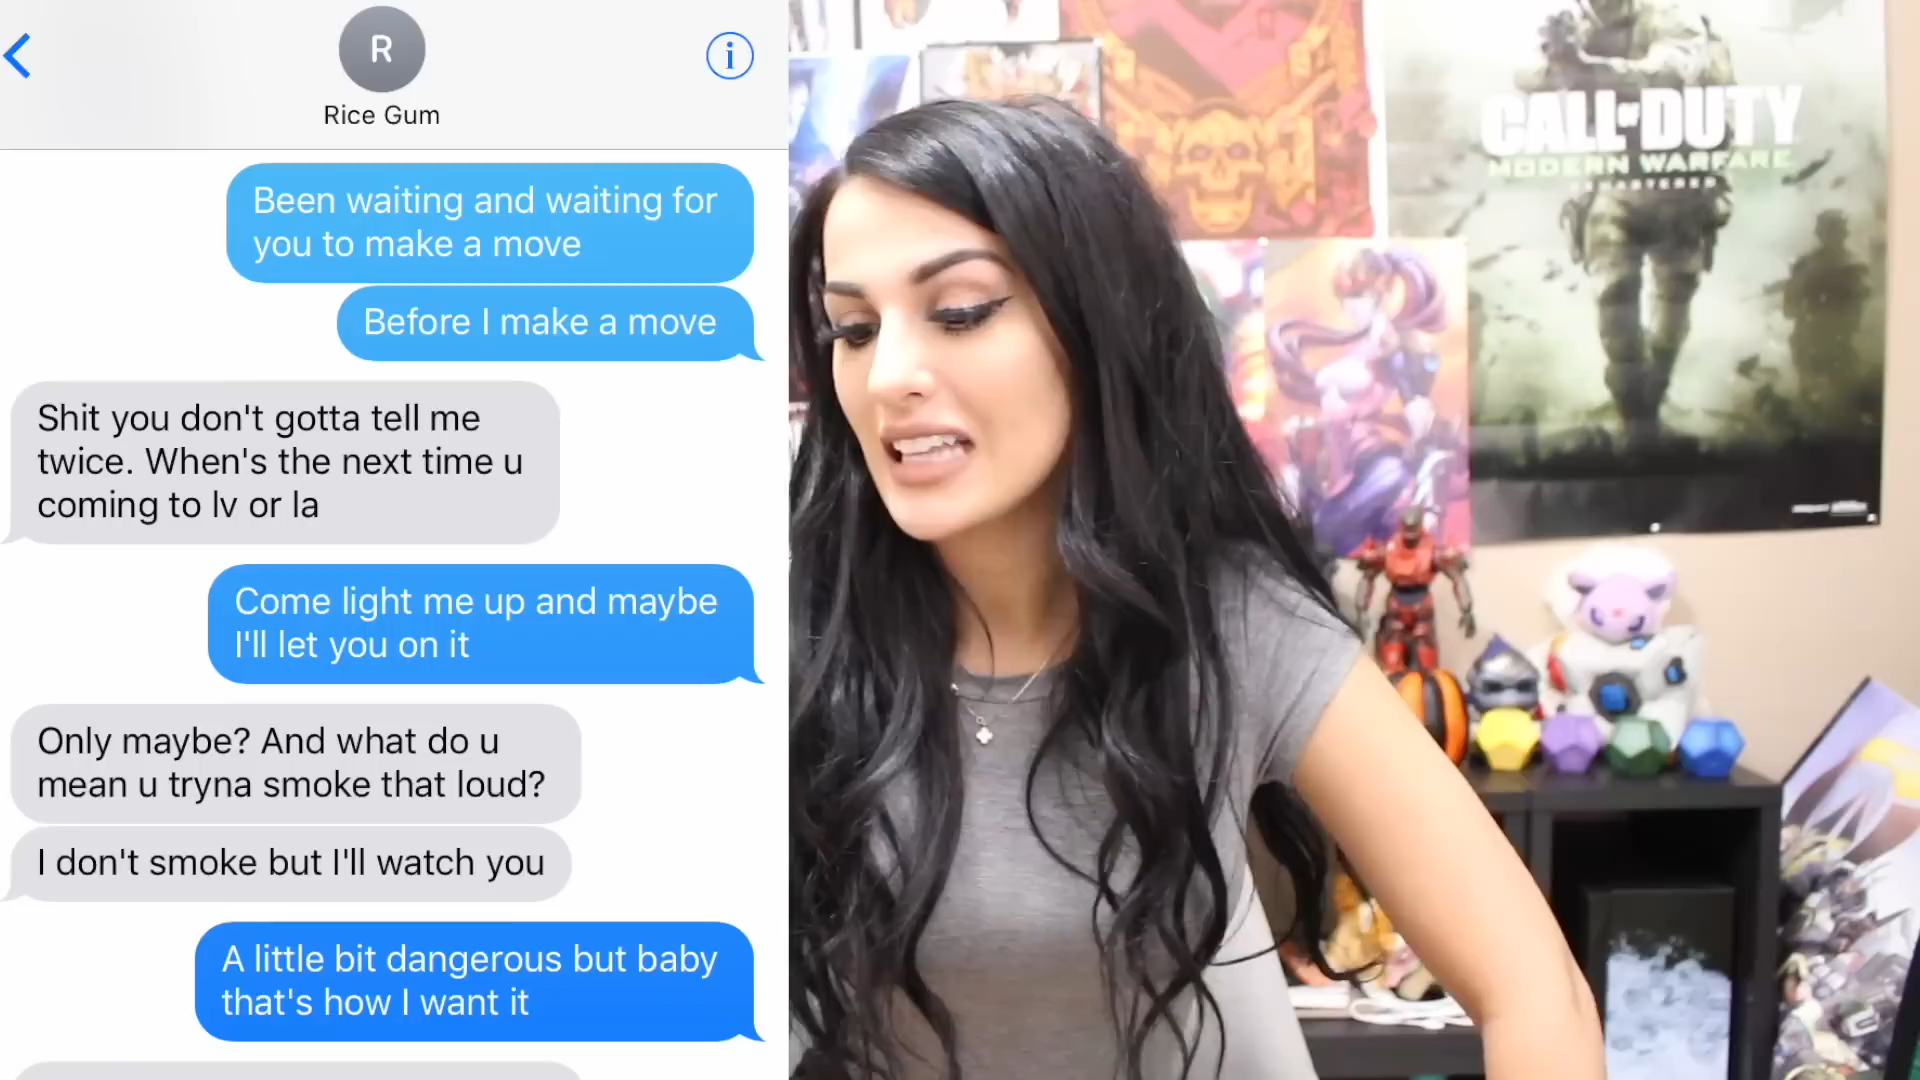 R
Rice Gum
Been waiting and waiting for
you to make a move
Before I make a move
Shit you don't gotta tell me
twice. When's the next time u
coming to lv or la
Come light me up and maybe
I'll let you on it
Only maybe? And what do u
mean u tryna smoke that loud?
I don't smoke but I'll watch you
A little bit dangerous but baby
that's how I want it
CALL OF DUTY
MODERN WARFARE
REMASTERED